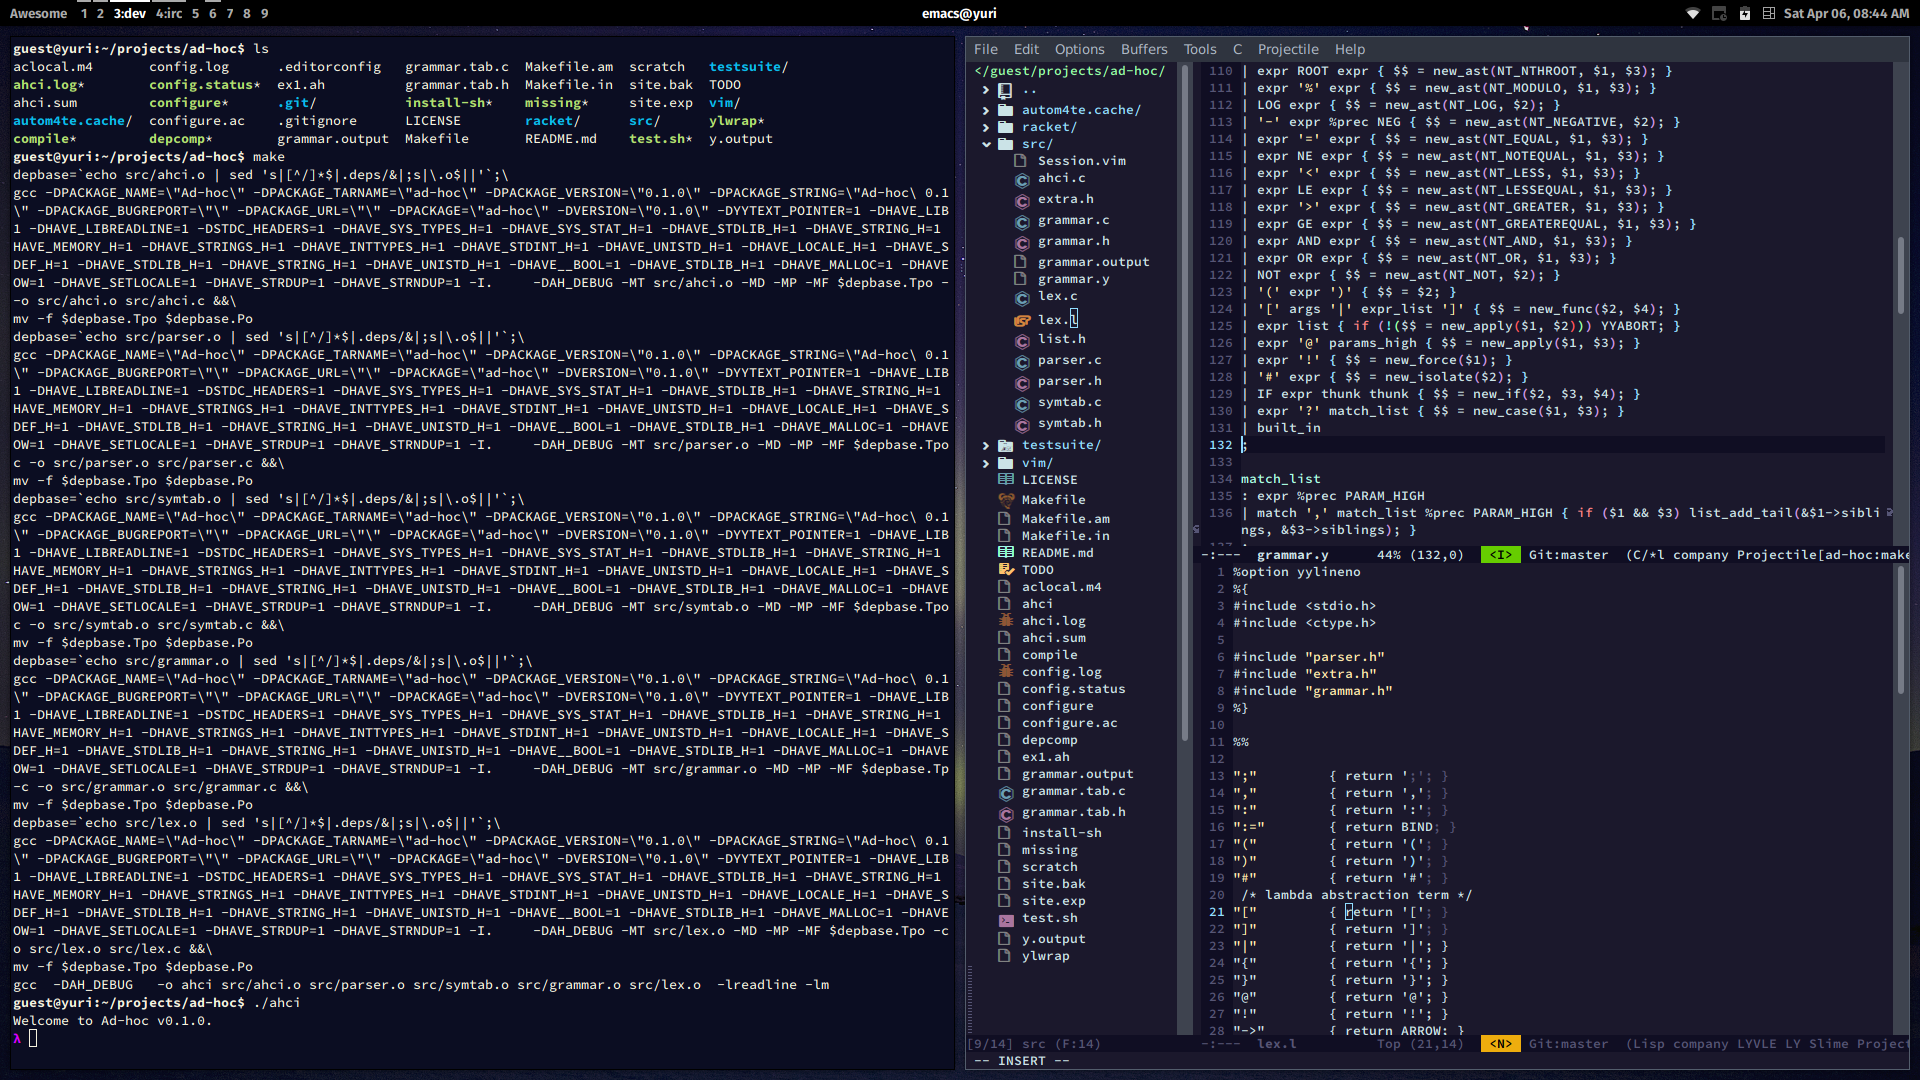 Awesome 1 2 3:dev 4:irc 5 6 7 8 9
emacs@yuri
Sat Apr 06, 08:44 AM
guest@yuri:~/projects/ad-hoc$ ls
aclocal.m4 config.log .editorconfig grammar.tab.c Makefile.am scratch testsuite/
ahci.log* config.status* ex1.ah grammar.tab.h Makefile.in site.bak TODO
ahci.sum configure* .git/ install-sh* missing* site.exp vim/
autom4te.cache/ configure.ac .gitignore LICENSE racket/ src/ ylwrap*
compile* depcomp* grammar.output Makefile README.md test.sh* y.output
guest@yuri:~/projects/ad-hoc$ make
depbase=`echo src/ahci.o | sed 's|[^/]*$|.deps/&|;s|\.o$||'`;\
gcc -DPACKAGE_NAME=\"Ad-hoc\" -DPACKAGE_TARNAME=\"ad-hoc\" -DPACKAGE_VERSION=\"0.1.0\" -DPACKAGE_STRING=\"Ad-hoc\ 0.1
\" -DPACKAGE_BUGREPORT=\"\" -DPACKAGE_URL=\"\" -DPACKAGE=\"ad-hoc\" -DVERSION=\"0.1.0\" -DYYTEXT_POINTER=1 -DHAVE_LIB
1 -DHAVE_LIBREADLINE=1 -DSTDC_HEADERS=1 -DHAVE_SYS_TYPES_H=1 -DHAVE_SYS_STAT_H=1 -DHAVE_STDLIB_H=1 -DHAVE_STRING_H=1
HAVE_MEMORY_H=1 -DHAVE_STRINGS_H=1 -DHAVE_INTTYPES_H=1 -DHAVE_STDINT_H=1 -DHAVE_UNISTD_H=1 -DHAVE_LOCALE_H=1 -DHAVE_S
DEF_H=1 -DHAVE_STDLIB_H=1 -DHAVE_STRING_H=1 -DHAVE_UNISTD_H=1 -DHAVE__BOOL=1 -DHAVE_STDLIB_H=1 -DHAVE_MALLOC=1 -DHAVE
OW=1 -DHAVE_SETLOCALE=1 -DHAVE_STRDUP=1 -DHAVE_STRNDUP=1 -I. -DAH_DEBUG -MT src/ahci.o -MD -MP -MF $depbase.Tpo -
-o src/ahci.o src/ahci.c &&\
mv -f $depbase.Tpo $depbase.Po
depbase=`echo src/parser.o | sed 's|[^/]*$|.deps/&|;s|\.o$||'`;\
gcc -DPACKAGE_NAME=\"Ad-hoc\" -DPACKAGE_TARNAME=\"ad-hoc\" -DPACKAGE_VERSION=\"0.1.0\" -DPACKAGE_STRING=\"Ad-hoc\ 0.1
\" -DPACKAGE_BUGREPORT=\"\" -DPACKAGE_URL=\"\" -DPACKAGE=\"ad-hoc\" -DVERSION=\"0.1.0\" -DYYTEXT_POINTER=1 -DHAVE_LIB
1 -DHAVE_LIBREADLINE=1 -DSTDC_HEADERS=1 -DHAVE_SYS_TYPES_H=1 -DHAVE_SYS_STAT_H=1 -DHAVE_STDLIB_H=1 -DHAVE_STRING_H=1
HAVE_MEMORY_H=1 -DHAVE_STRINGS_H=1 -DHAVE_INTTYPES_H=1 -DHAVE_STDINT_H=1 -DHAVE_UNISTD_H=1 -DHAVE_LOCALE_H=1 -DHAVE_S
DEF_H=1 -DHAVE_STDLIB_H=1 -DHAVE_STRING_H=1 -DHAVE_UNISTD_H=1 -DHAVE__BOOL=1 -DHAVE_STDLIB_H=1 -DHAVE_MALLOC=1 -DHAVE
OW=1 -DHAVE_SETLOCALE=1 -DHAVE_STRDUP=1 -DHAVE_STRNDUP=1 -I. -DAH_DEBUG -MT src/parser.o -MD -MP -MF $depbase.Tpo
c -o src/parser.o src/parser.c &&\
mv -f $depbase.Tpo $depbase.Po
depbase=`echo src/symtab.o | sed 's|[^/]*$|.deps/&|;s|\.o$||'`;\
gcc -DPACKAGE_NAME=\"Ad-hoc\" -DPACKAGE_TARNAME=\"ad-hoc\" -DPACKAGE_VERSION=\"0.1.0\" -DPACKAGE_STRING=\"Ad-hoc\ 0.1
\" -DPACKAGE_BUGREPORT=\"\" -DPACKAGE_URL=\"\" -DPACKAGE=\"ad-hoc\" -DVERSION=\"0.1.0\" -DYYTEXT_POINTER=1 -DHAVE_LIB
1 -DHAVE_LIBREADLINE=1 -DSTDC_HEADERS=1 -DHAVE_SYS_TYPES_H=1 -DHAVE_SYS_STAT_H=1 -DHAVE_STDLIB_H=1 -DHAVE_STRING_H=1
HAVE_MEMORY_H=1 -DHAVE_STRINGS_H=1 -DHAVE_INTTYPES_H=1 -DHAVE_STDINT_H=1 -DHAVE_UNISTD_H=1 -DHAVE_LOCALE_H=1 -DHAVE_S
DEF_H=1 -DHAVE_STDLIB_H=1 -DHAVE_STRING_H=1 -DHAVE_UNISTD_H=1 -DHAVE__BOOL=1 -DHAVE_STDLIB_H=1 -DHAVE_MALLOC=1 -DHAVE
OW=1 -DHAVE_SETLOCALE=1 -DHAVE_STRDUP=1 -DHAVE_STRNDUP=1 -I. -DAH_DEBUG -MT src/symtab.o -MD -MP -MF $depbase.Tpo
c -o src/symtab.o src/symtab.c &&\
mv -f $depbase.Tpo $depbase.Po
depbase=`echo src/grammar.o | sed 's|[^/]*$|.deps/&|;s|\.o$||'`;\
gcc -DPACKAGE_NAME=\"Ad-hoc\" -DPACKAGE_TARNAME=\"ad-hoc\" -DPACKAGE_VERSION=\"0.1.0\" -DPACKAGE_STRING=\"Ad-hoc\ 0.1
\" -DPACKAGE_BUGREPORT=\"\" -DPACKAGE_URL=\"\" -DPACKAGE=\"ad-hoc\" -DVERSION=\"0.1.0\" -DYYTEXT_POINTER=1 -DHAVE_LIB
1 -DHAVE_LIBREADLINE=1 -DSTDC_HEADERS=1 -DHAVE_SYS_TYPES_H=1 -DHAVE_SYS_STAT_H=1 -DHAVE_STDLIB_H=1 -DHAVE_STRING_H=1
HAVE_MEMORY_H=1 -DHAVE_STRINGS_H=1 -DHAVE_INTTYPES_H=1 -DHAVE_STDINT_H=1 -DHAVE_UNISTD_H=1 -DHAVE_LOCALE_H=1 -DHAVE_S
DEF_H=1 -DHAVE_STDLIB_H=1 -DHAVE_STRING_H=1 -DHAVE_UNISTD_H=1 -DHAVE__BOOL=1 -DHAVE_STDLIB_H=1 -DHAVE_MALLOC=1 -DHAVE
OW=1 -DHAVE_SETLOCALE=1 -DHAVE_STRDUP=1 -DHAVE_STRNDUP=1 -I. -DAH_DEBUG -MT src/grammar.o -MD -MP -MF $depbase.Tp
-c -o src/grammar.o src/grammar.c &&\
mv -f $depbase.Tpo $depbase.Po
depbase=`echo src/lex.o | sed 's|[^/]*$|.deps/&|;s|\.o$||'`;\
gcc -DPACKAGE_NAME=\"Ad-hoc\" -DPACKAGE_TARNAME=\"ad-hoc\" -DPACKAGE_VERSION=\"0.1.0\" -DPACKAGE_STRING=\"Ad-hoc\ 0.1
\" -DPACKAGE_BUGREPORT=\"\" -DPACKAGE_URL=\"\" -DPACKAGE=\"ad-hoc\" -DVERSION=\"0.1.0\" -DYYTEXT_POINTER=1 -DHAVE_LIB
1 -DHAVE_LIBREADLINE=1 -DSTDC_HEADERS=1 -DHAVE_SYS_TYPES_H=1 -DHAVE_SYS_STAT_H=1 -DHAVE_STDLIB_H=1 -DHAVE_STRING_H=1
HAVE_MEMORY_H=1 -DHAVE_STRINGS_H=1 -DHAVE_INTTYPES_H=1 -DHAVE_STDINT_H=1 -DHAVE_UNISTD_H=1 -DHAVE_LOCALE_H=1 -DHAVE_S
DEF_H=1 -DHAVE_STDLIB_H=1 -DHAVE_STRING_H=1 -DHAVE_UNISTD_H=1 -DHAVE__BOOL=1 -DHAVE_STDLIB_H=1 -DHAVE_MALLOC=1 -DHAVE
OW=1 -DHAVE_SETLOCALE=1 -DHAVE_STRDUP=1 -DHAVE_STRNDUP=1 -I. -DAH_DEBUG -MT src/lex.o -MD -MP -MF $depbase.Tpo -c
o src/lex.o src/lex.c &&\
mv -f $depbase.Tpo $depbase.Po
gcc -DAH_DEBUG -o ahci src/ahci.o src/parser.o src/symtab.o src/grammar.o src/lex.o -lreadline -lm
guest@yuri:~/projects/ad-hoc$ ./ahci
Welcome to Ad-hoc v0.1.0.
λ
File Edit Options Buffers Tools C Projectile Help
</guest/projects/ad-hoc/
..
autom4te.cache/
racket/
src/
Session.vim
ahci.c
extra.h
grammar.c
grammar.h
grammar.output
grammar.y
lex.c
lex.l
list.h
parser.c
parser.h
symtab.c
symtab.h
testsuite/
vim/
LICENSE
Makefile
Makefile.am
Makefile.in
README.md
TODO
aclocal.m4
ahci
ahci.log
ahci.sum
compile
config.log
config.status
configure
configure.ac
depcomp
ex1.ah
grammar.output
grammar.tab.c
grammar.tab.h
install-sh
missing
scratch
site.bak
site.exp
test.sh
y.output
ylwrap
[9/14] src (F:14)
110 | expr ROOT expr { $$ = new_ast(NT_NTHROOT, $1, $3); }
111 | expr '%' expr { $$ = new_ast(NT_MODULO, $1, $3); }
112 | LOG expr { $$ = new_ast(NT_LOG, $2); }
113 | '-' expr %prec NEG { $$ = new_ast(NT_NEGATIVE, $2); }
114 | expr '=' expr { $$ = new_ast(NT_EQUAL, $1, $3); }
115 | expr NE expr { $$ = new_ast(NT_NOTEQUAL, $1, $3); }
116 | expr '<' expr { $$ = new_ast(NT_LESS, $1, $3); }
117 | expr LE expr { $$ = new_ast(NT_LESSEQUAL, $1, $3); }
118 | expr '>' expr { $$ = new_ast(NT_GREATER, $1, $3); }
119 | expr GE expr { $$ = new_ast(NT_GREATEREQUAL, $1, $3); }
120 | expr AND expr { $$ = new_ast(NT_AND, $1, $3); }
121 | expr OR expr { $$ = new_ast(NT_OR, $1, $3); }
122 | NOT expr { $$ = new_ast(NT_NOT, $2); }
123 | '(' expr ')' { $$ = $2; }
124 | '[' args '|' expr_list ']' { $$ = new_func($2, $4); }
125 | expr list { if (!($$ = new_apply($1, $2))) YYABORT; }
126 | expr '@' params_high { $$ = new_apply($1, $3); }
127 | expr '!' { $$ = new_force($1); }
128 | '#' expr { $$ = new_isolate($2); }
129 | IF expr thunk thunk { $$ = new_if($2, $3, $4); }
130 | expr '?' match_list { $$ = new_case($1, $3); }
131 | built_in
132 ;
133
134 match_list
135 : expr %prec PARAM_HIGH
136 | match ',' match_list %prec PARAM_HIGH { if ($1 && $3) list_add_tail(&$1->sibli
ngs, &$3->siblings); }
-:--- grammar.y 44% (132,0) <I> Git:master (C/*l company Projectile[ad-hoc:make
1 %option yylineno
2 %{
3 #include <stdio.h>
4 #include <ctype.h>
5
6 #include "parser.h"
7 #include "extra.h"
8 #include "grammar.h"
9 %}
10
11 %%
12
13 ";" { return ';'; }
14 "," { return ','; }
15 ":" { return ':'; }
16 ":=" { return BIND; }
17 "(" { return '('; }
18 ")" { return ')'; }
19 "#" { return '#'; }
20 /* lambda abstraction term */
21 "[" { return '['; }
22 "]" { return ']'; }
23 "|" { return '|'; }
24 "{" { return '{'; }
25 "}" { return '}'; }
26 "@" { return '@'; }
27 "!" { return '!'; }
28 "->" { return ARROW; }
-:--- lex.l Top (21,14) <N> Git:master (Lisp company LYVLE LY Slime Project
-- INSERT --